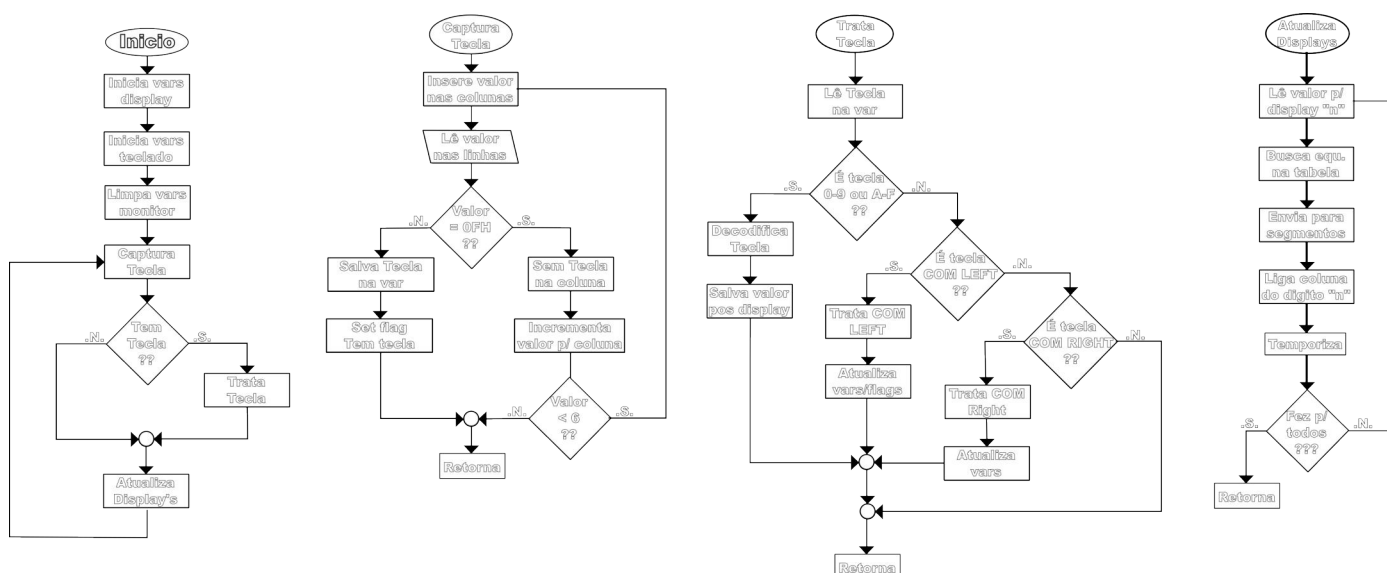 Inicio
Inicia vars
display
Inicia vars
teclado
Limpa vars
monitor
Captura
Tecla
Tem
Tecla
??
.N.
.S.
Trata
Tecla
Atualiza
Display's
Captura
Tecla
Insere valor
nas colunas
Lê valor
nas linhas
Valor
= 0FH
??
.N.
.S.
Salva Tecla
na var
Set flag
Tem tecla
Sem Tecla
na coluna
Incrementa
valor p/ coluna
Valor
< 6
??
.N.
.S.
Retorna
Trata
Tecla
Lê Tecla
na var
É tecla
0-9 ou A-F
??
.S.
.N.
Decodifica
Tecla
Salva valor
pos display
É tecla
COM LEFT
??
.S.
.N.
Trata COM
LEFT
Atualiza
vars/flags
É tecla
COM RIGHT
??
.S.
.N.
Trata COM
Right
Atualiza
vars
Retorna
Atualiza
Displays
Lê valor p/
display "n"
Busca equ.
na tabela
Envia para
segmentos
Liga coluna
do digito "n"
Temporiza
Fez p/
todos
???
.S.
.N.
Retorna